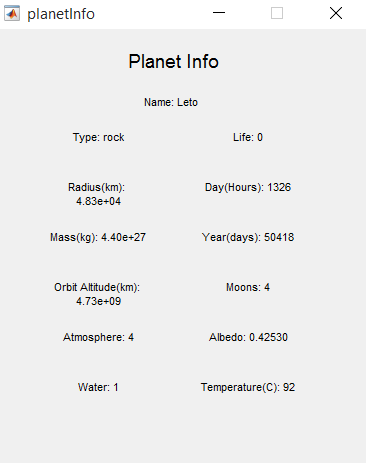 planetInfo
Planet Info
Name: Leto
Type: rock
Life: 0
Radius(km):
4.83e+04
Day(Hours): 1326
Mass(kg): 4.40e+27
Year(days): 50418
Orbit Altitude(km):
4.73e+09
Moons: 4
Atmosphere: 4
Albedo: 0.42530
Water: 1
Temperature(C): 92